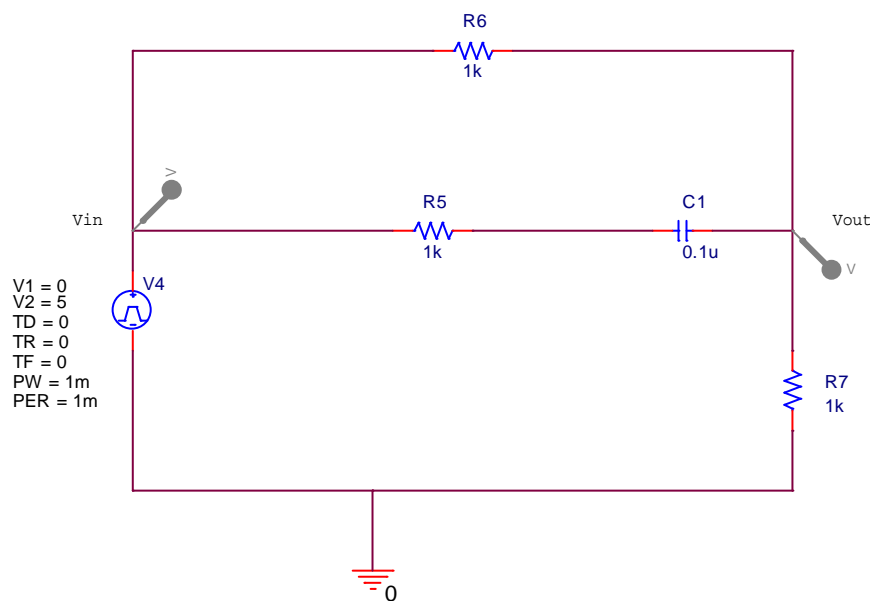 R6
1k
V
Vin
R5
1k
C1
0.1u
Vout
V
V4
V1 = 0
V2 = 5
TD = 0
TR = 0
TF = 0
PW = 1m
PER = 1m
R7
1k
0